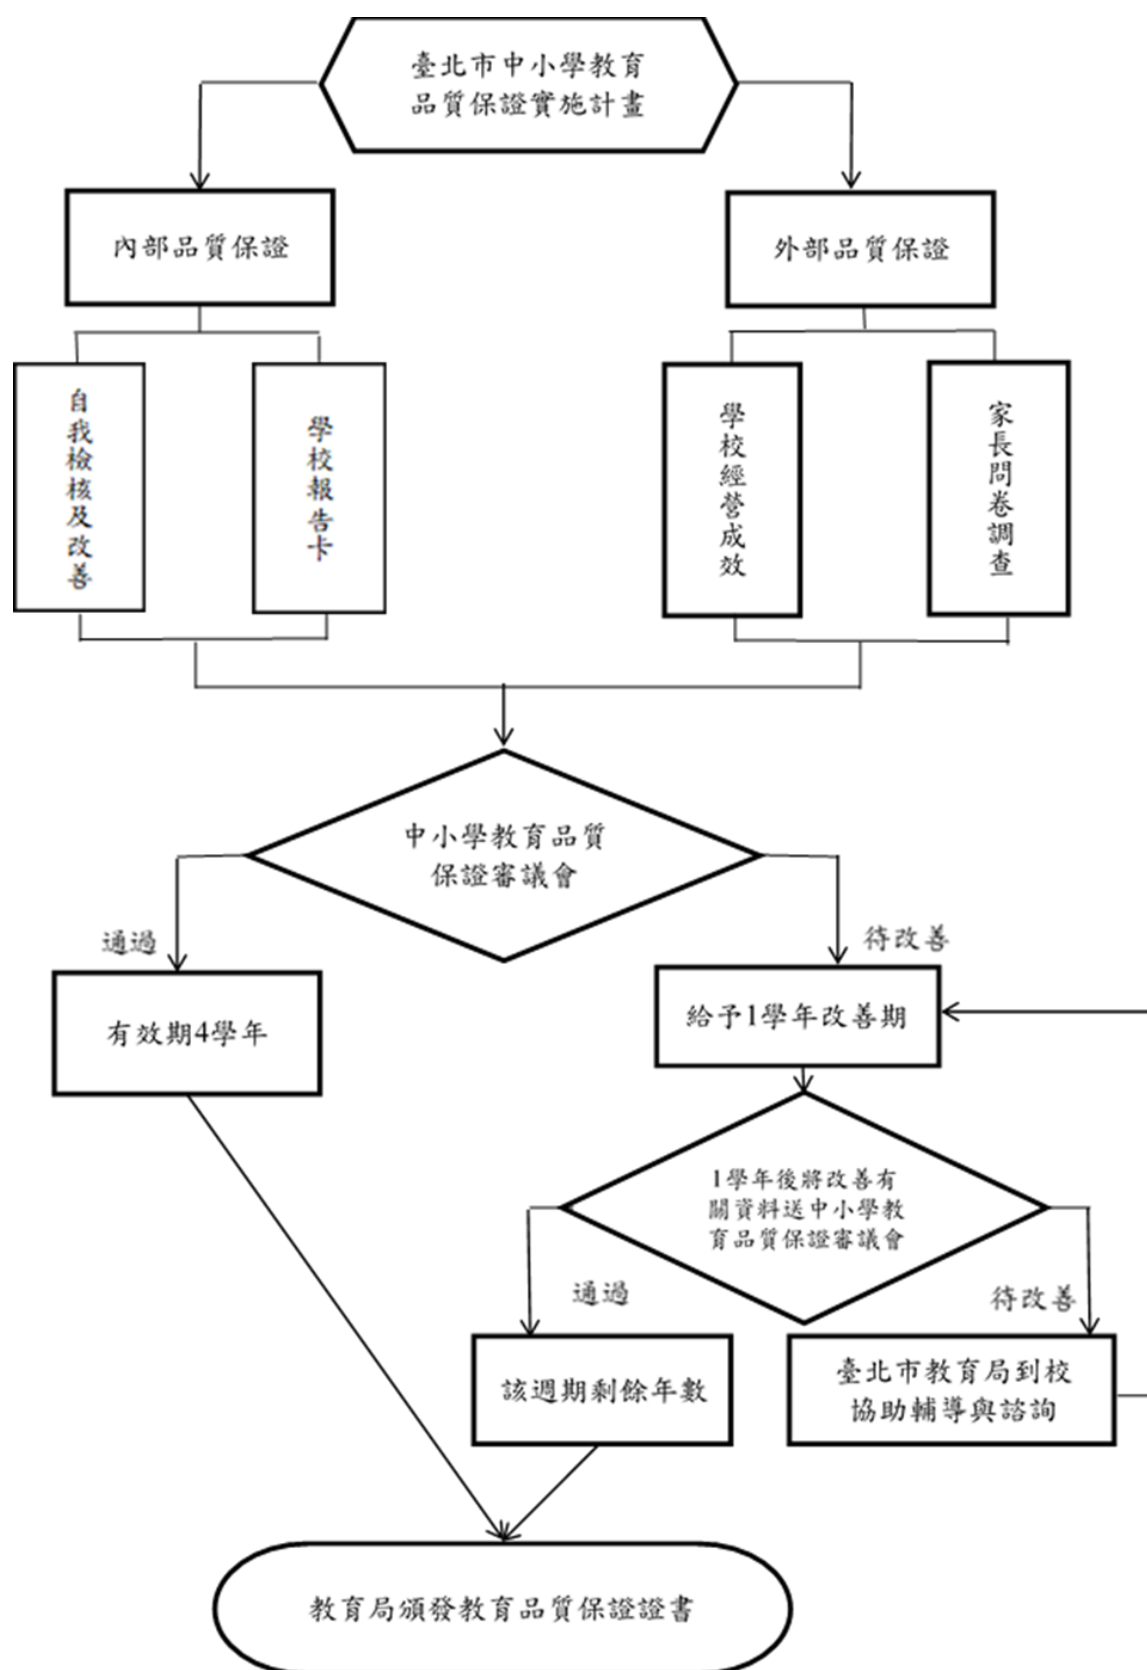 臺北市中小學教育
品質保證實施計畫
內部品質保證
外部品質保證
自我檢核及改善
學校報告卡
學校經營成效
家長問卷調查
中小學教育品質
保證審議會
通過
待改善
有效期4學年
給予1學年改善期
1學年後將改善有
關資料送中小學教
育品質保證審議會
通過
待改善
該週期剩餘年數
臺北市教育局到校
協助輔導與諮詢
教育局頒發教育品質保證證書